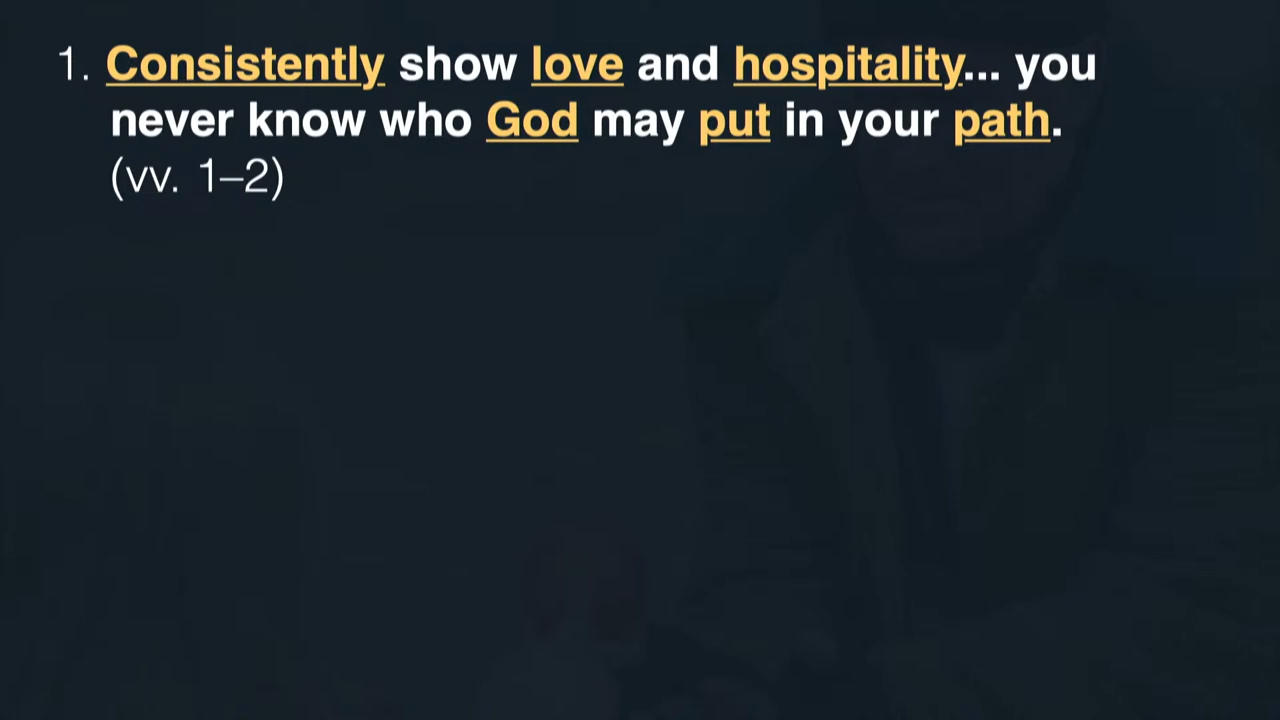 1. Consistently show love and hospitality... you
never know who God may put in your path.
(vv. 1–2)